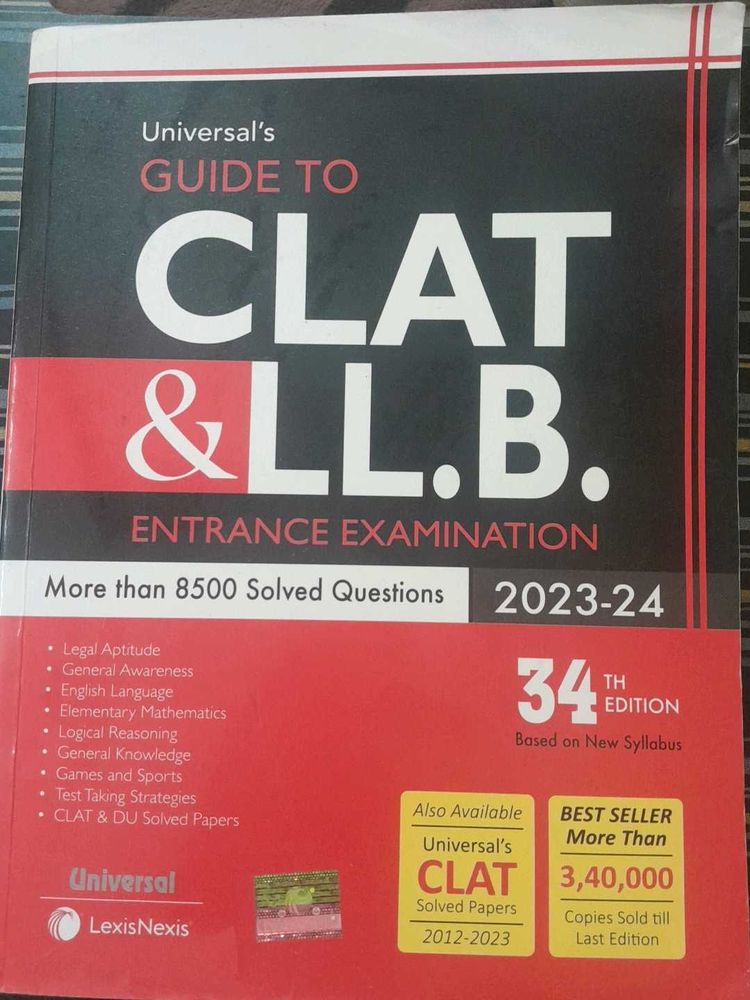 Universal's
GUIDE TO
CLAT
& LL.B.
ENTRANCE EXAMINATION
More than 8500 Solved Questions
2023-24
• Legal Aptitude
• General Awareness
• English Language
• Elementary Mathematics
• Logical Reasoning
• General Knowledge
• Games and Sports
• Test Taking Strategies
• CLAT & DU Solved Papers
34TH EDITION
Based on New Syllabus
Also Available
Universal's
CLAT
Solved Papers
2012-2023
BEST SELLER
More Than
3,40,000
Copies Sold till
Last Edition
Universal
LexisNexis®